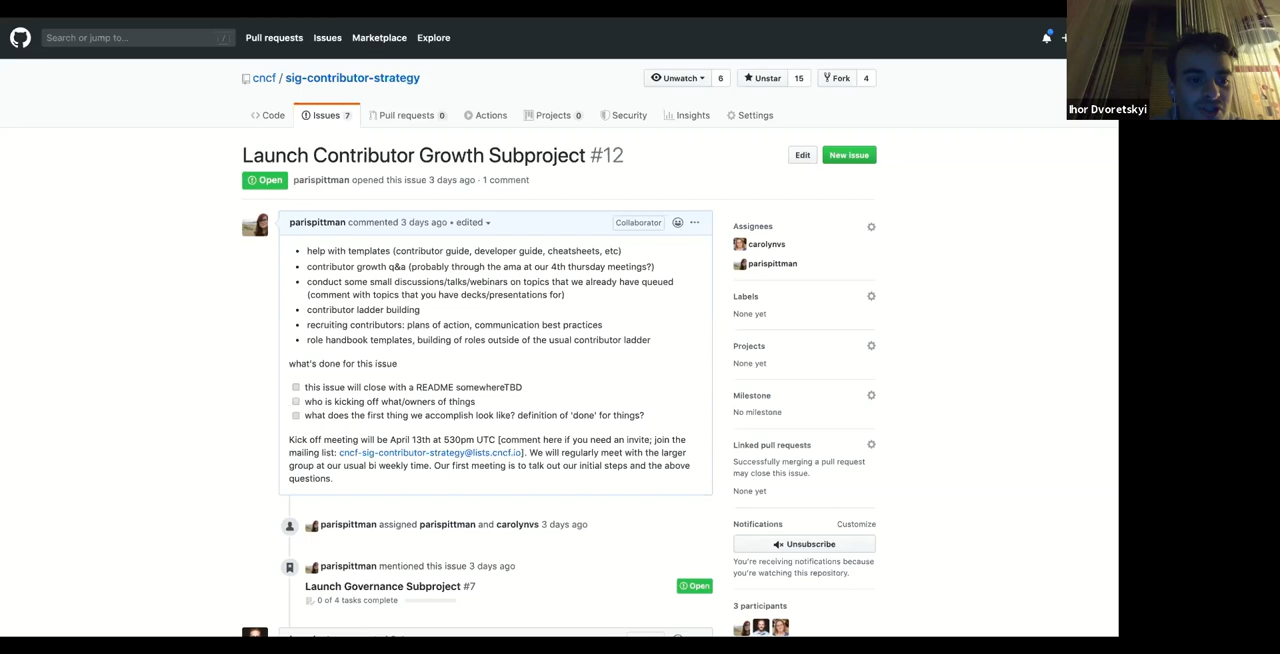 Search or jump to... /
Pull requests Issues Marketplace Explore
Ihor Dvoretskyi
cncf / sig-contributor-strategy
Unwatch 6 Unstar 15 Fork 4
Code Issues 7 Pull requests 0 Actions Projects 0 Security Insights Settings
Launch Contributor Growth Subproject #12
Edit New issue
Open parispittman opened this issue 3 days ago · 1 comment
parispittman commented 3 days ago • edited Collaborator
• help with templates (contributor guide, developer guide, cheatsheets, etc)
• contributor growth q&a (probably through the ama at our 4th thursday meetings?)
• conduct some small discussions/talks/webinars on topics that we already have queued
(comment with topics that you have decks/presentations for)
• contributor ladder building
• recruiting contributors: plans of action, communication best practices
• role handbook templates, building of roles outside of the usual contributor ladder
what's done for this issue
this issue will close with a README somewhereTBD
who is kicking off what/owners of things
what does the first thing we accomplish look like? definition of 'done' for things?
Kick off meeting will be April 13th at 530pm UTC [comment here if you need an invite; join the
mailing list: cncf-sig-contributor-strategy@lists.cncf.io]. We will regularly meet with the larger
group at our usual bi weekly time. Our first meeting is to talk out our initial steps and the above
questions.
parispittman assigned parispittman and carolynvs 3 days ago
parispittman mentioned this issue 3 days ago
Launch Governance Subproject #7
Open
0 of 4 tasks complete
Assignees
carolynvs
parispittman
Labels
None yet
Projects
None yet
Milestone
No milestone
Linked pull requests
Successfully merging a pull request
may close this issue.
None yet
Notifications Customize
Unsubscribe
You're receiving notifications because
you're watching this repository.
3 participants